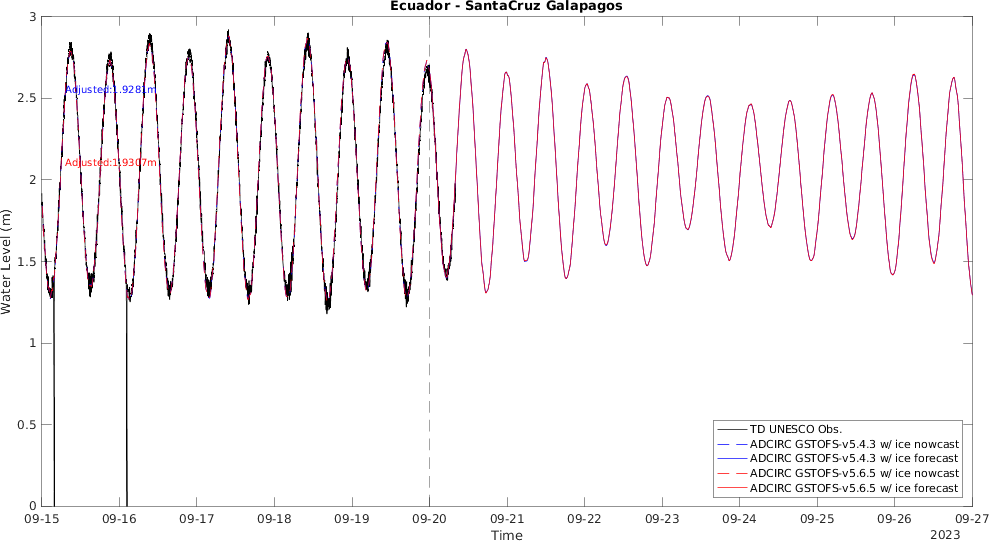 Ecuador - SantaCruz Galapagos
3
2.5
2
1.5
1
0.5
0
Water Level (m)
Adjusted:1.9281m
Adjusted:1.9307m
TD UNESCO Obs.
ADCIRC GSTOFS-v5.4.3 w/ ice nowcast
ADCIRC GSTOFS-v5.4.3 w/ ice forecast
ADCIRC GSTOFS-v5.6.5 w/ ice nowcast
ADCIRC GSTOFS-v5.6.5 w/ ice forecast
09-15 09-16 09-17 09-18 09-19 09-20 09-21 09-22 09-23 09-24 09-25 09-26 09-27
Time
2023